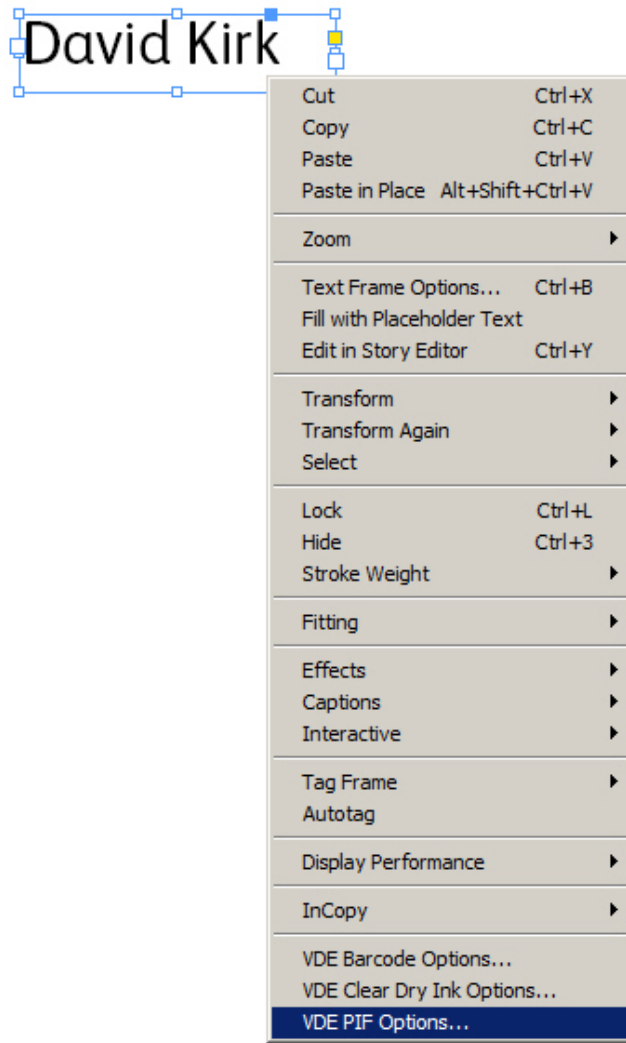 David Kirk
Cut Ctrl+X
Copy Ctrl+C
Paste Ctrl+V
Paste in Place Alt+Shift+Ctrl+V
Zoom
Text Frame Options... Ctrl+B
Fill with Placeholder Text
Edit in Story Editor Ctrl+Y
Transform
Transform Again
Select
Lock Ctrl+L
Hide Ctrl+3
Stroke Weight
Fitting
Effects
Captions
Interactive
Tag Frame
Autotag
Display Performance
InCopy
VDE Barcode Options...
VDE Clear Dry Ink Options...
VDE PIF Options...